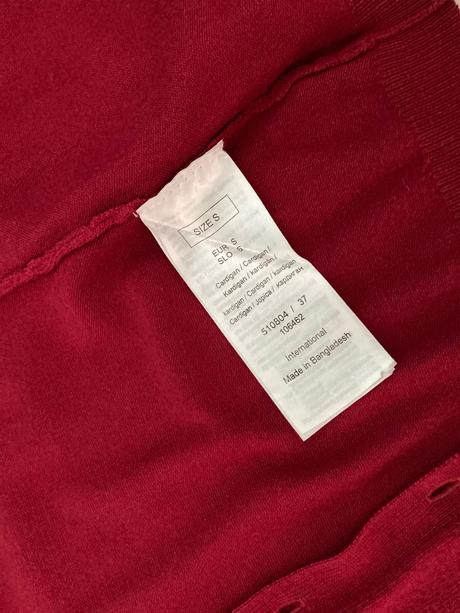 SIZE S
EUR S
SLO S
Cardigan / Cardigan /
Kardigan / kardigan /
kardigan / Cardigan / kardigan
Cardigan / Jopica / Кардиган
510804 / 37
106462
International
Made in Bangladesh